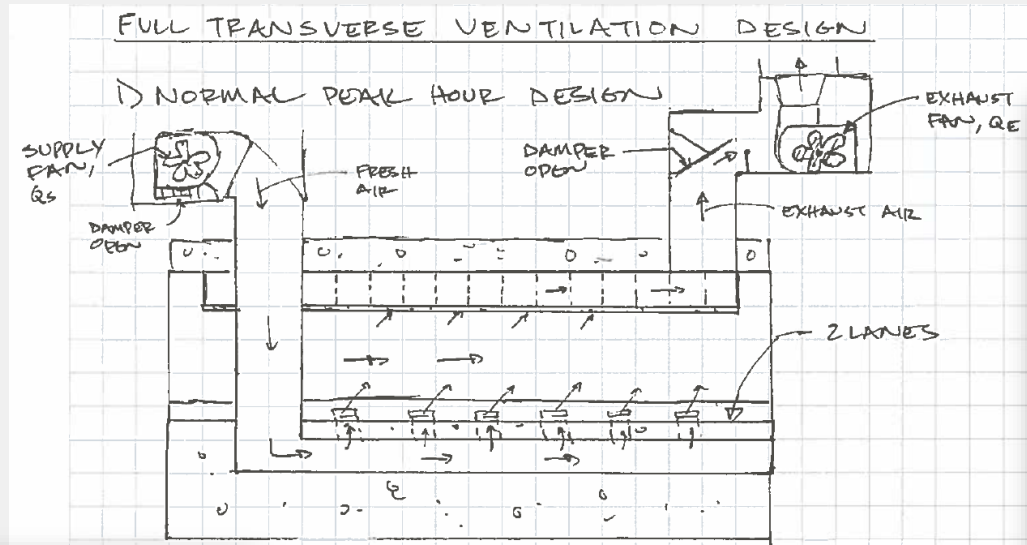 FULL TRANSVERSE VENTILATION DESIGN
1) NORMAL PEAK HOUR DESIGN
SUPPLY
FAN,
QS
DAMPER
OPEN
FRESH
AIR
DAMPER
OPEN
EXHAUST
FAN, QE
EXHAUST AIR
2 LANES